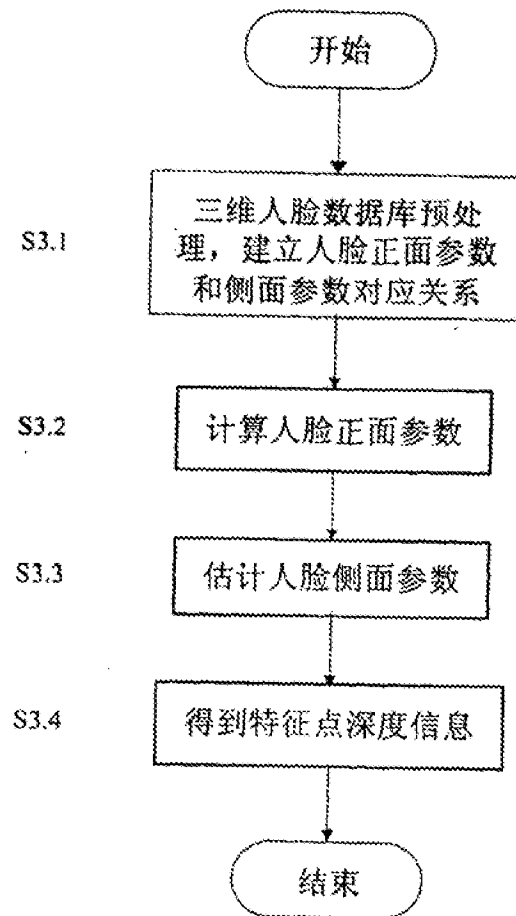 开始
S3.1
三维人脸数据库预处
理，建立人脸正面参数
和侧面参数对应关系
S3.2
计算人脸正面参数
S3.3
估计人脸侧面参数
S3.4
得到特征点深度信息
结束